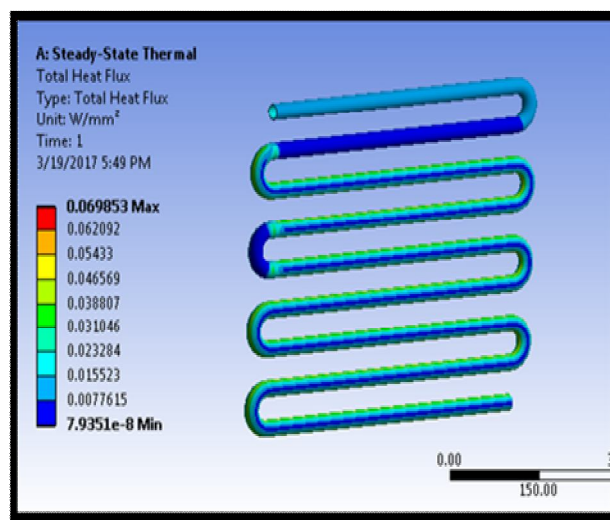 A: Steady-State Thermal
Total Heat Flux
Type: Total Heat Flux
Unit: W/mm²
Time: 1
3/19/2017 5:49 PM
0.069853 Max
0.062092
0.05433
0.046569
0.038807
0.031046
0.023284
0.015523
0.0077615
7.9351e-8 Min
0.00
150.00